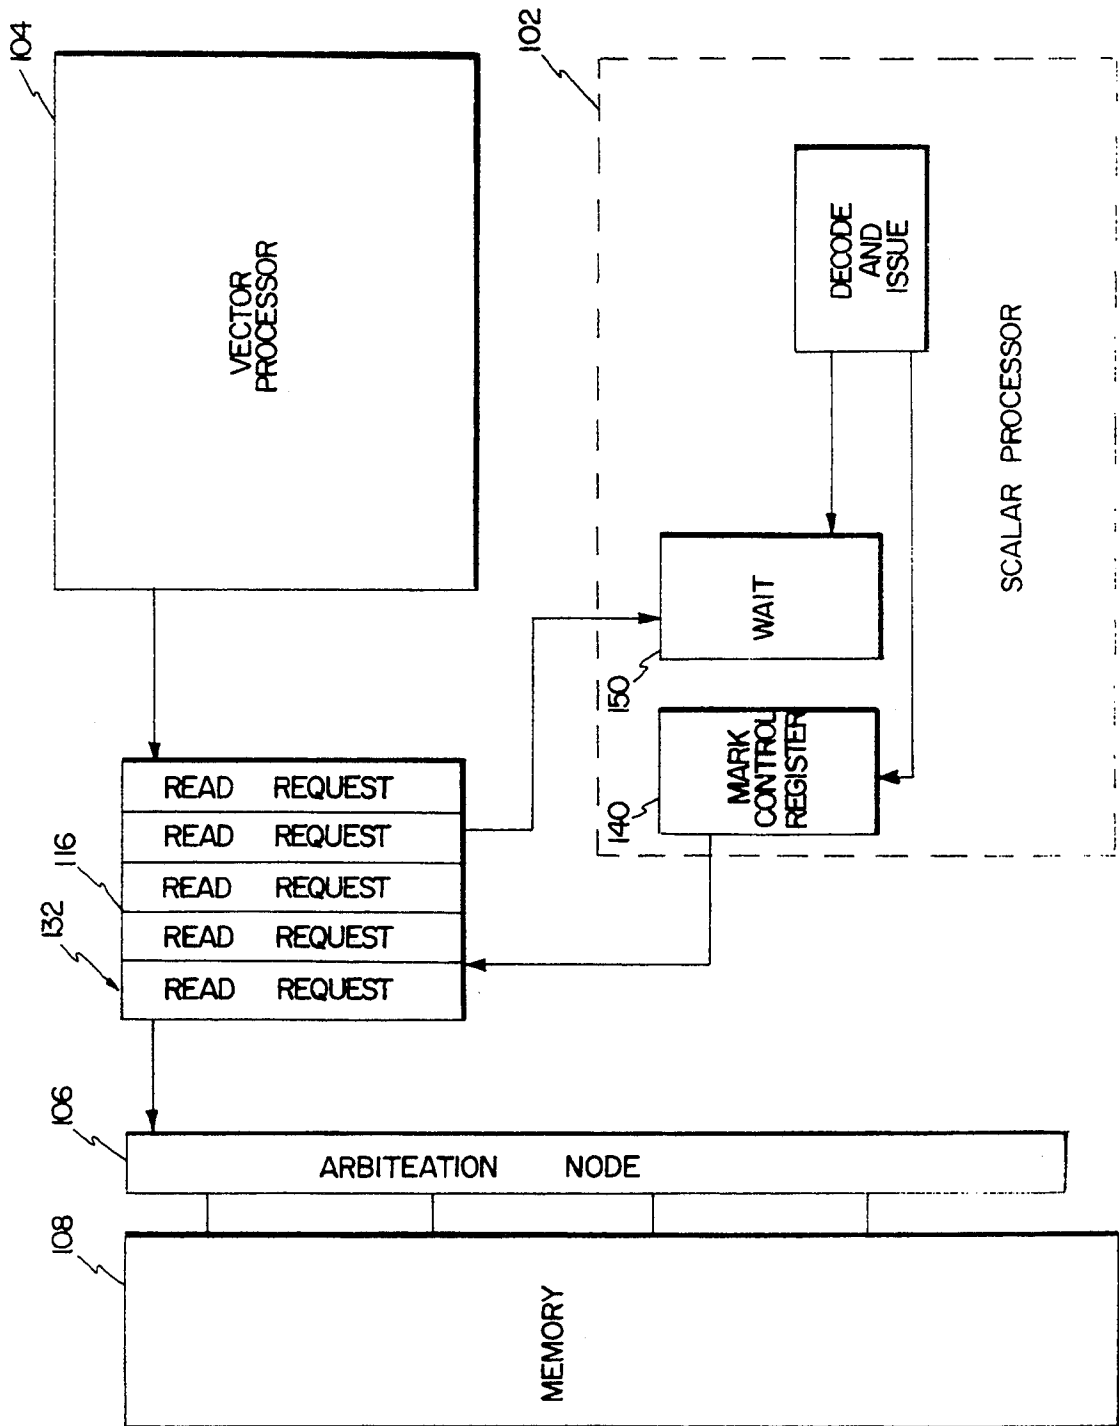 104
VECTOR
PROCESSOR
102
DECODE
AND
ISSUE
SCALAR PROCESSOR
WAIT
150
MARK
CONTROL
REGISTER
140
READ REQUEST
READ REQUEST
READ REQUEST
READ REQUEST
READ REQUEST
116
132
106
ARBITEATION NODE
108
MEMORY